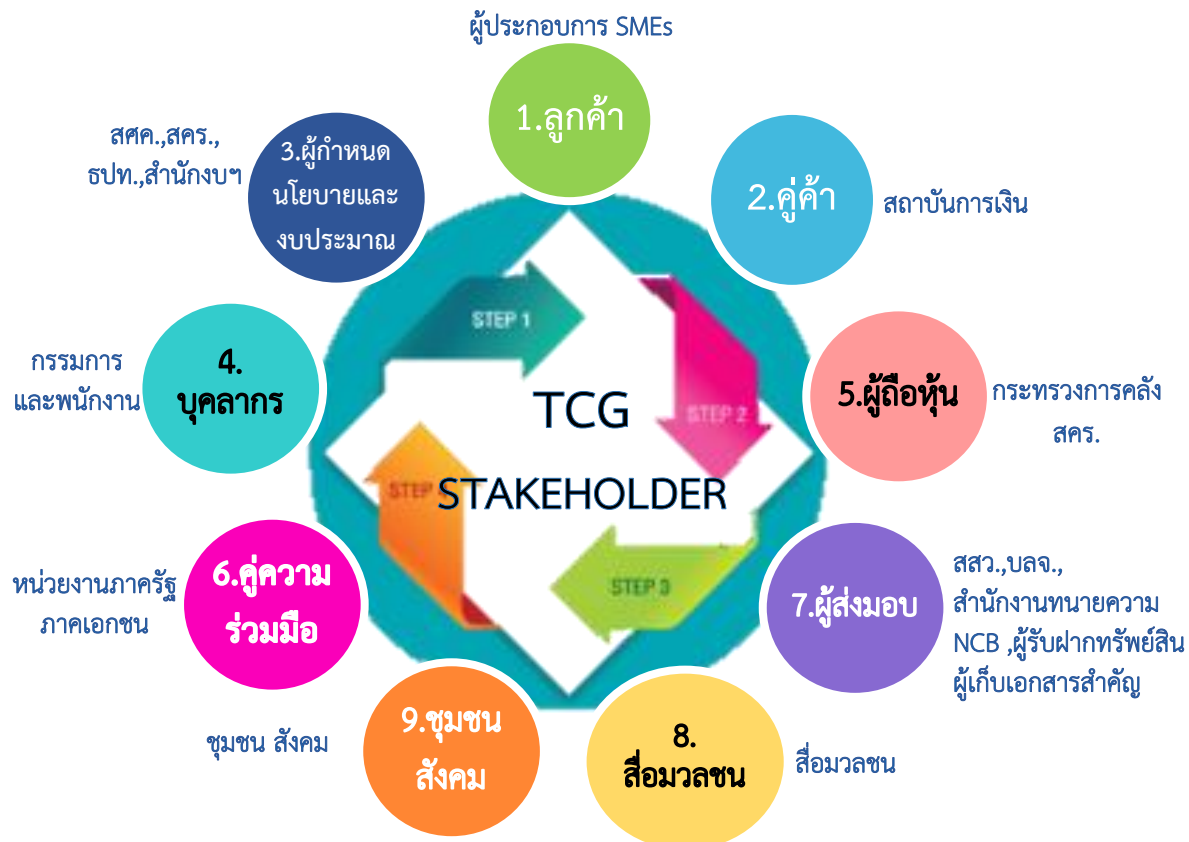 ผู้ประกอบการ SMEs
1.ลูกค้า
2.คู่ค้า
สถาบันการเงิน
สศค.,สคร.,
ธปท.,สำนักงบฯ
3.ผู้กำหนด
นโยบายและ
งบประมาณ
กรรมการ
และพนักงาน
4.
บุคลากร
5.ผู้ถือหุ้น
กระทรวงการคลัง
สคร.
หน่วยงานภาครัฐ
ภาคเอกชน
6.คู่ความ
ร่วมมือ
7.ผู้ส่งมอบ
สสว.,บลจ.,
สำนักงานทนายความ
NCB ,ผู้รับฝากทรัพย์สิน
ผู้เก็บเอกสารสำคัญ
8.
สื่อมวลชน
สื่อมวลชน
ชุมชน สังคม
9.ชุมชน
สังคม
STEP 1
STEP 2
STEP 3
STEP
TCG
STAKEHOLDER